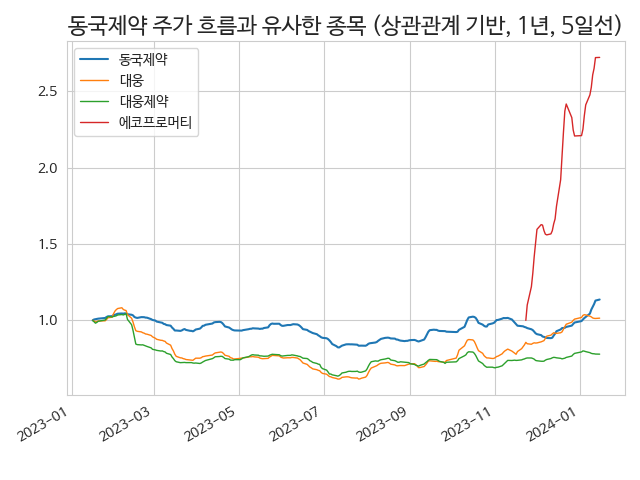 동국제약 주가 흐름과 유사한 종목 (상관관계 기반, 1년, 5일선)
동국제약
대웅
대웅제약
에코프로머티
2.5
2.0
1.5
1.0
2023-01
2023-03
2023-05
2023-07
2023-09
2023-11
2024-01